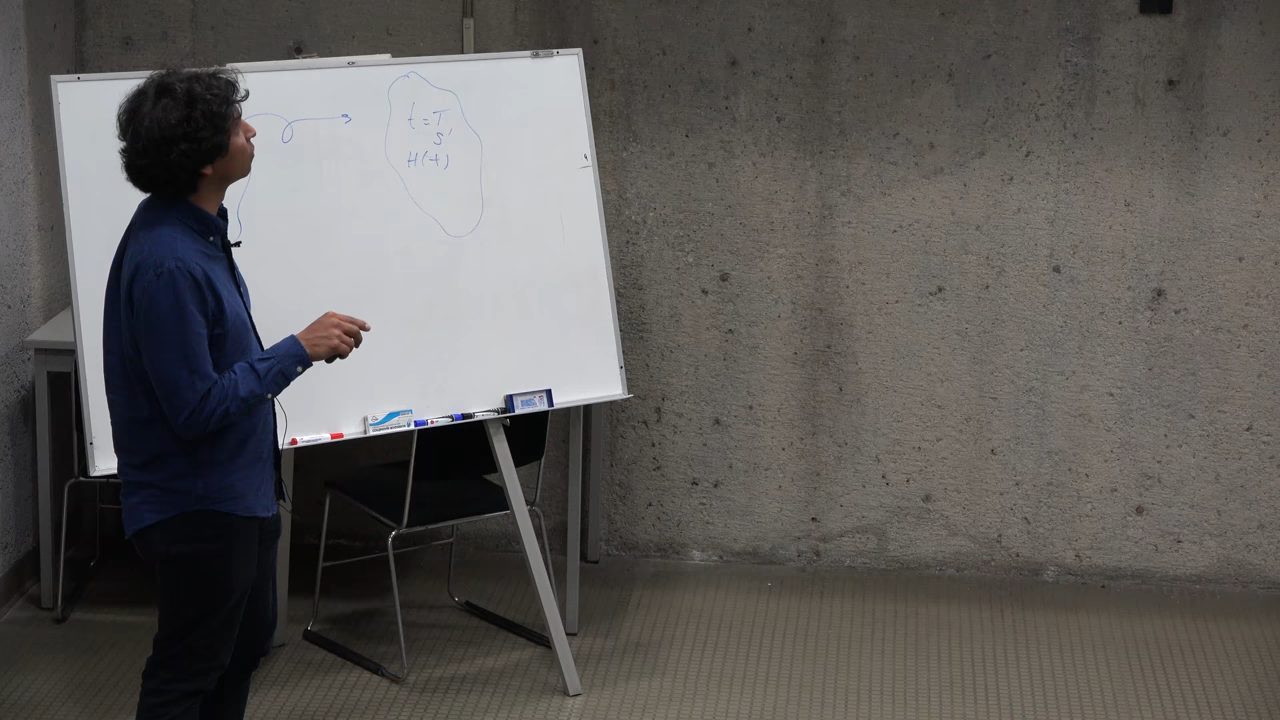 t = T
S'
H(t)